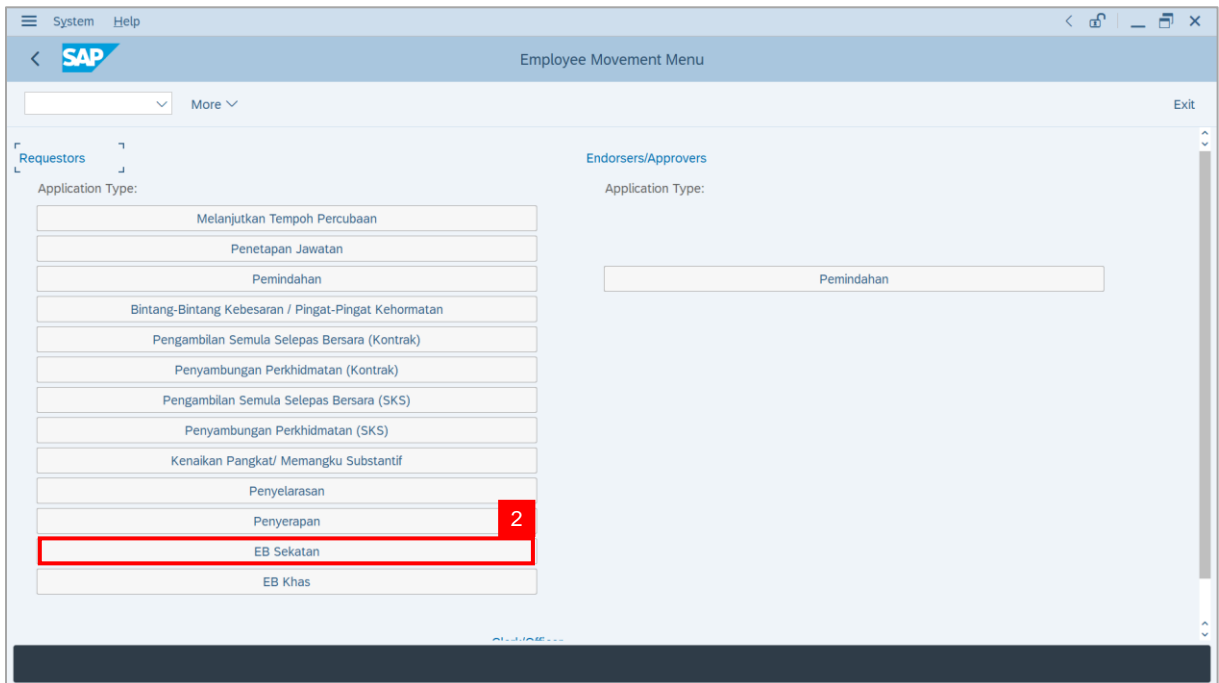 System Help
SAP
Employee Movement Menu
More
Exit
Requestors
Endorsers/Approvers
Application Type:
Application Type:
Melanjutkan Tempoh Percubaan
Penetapan Jawatan
Pemindahan
Pemindahan
Bintang-Bintang Kebesaran / Pingat-Pingat Kehormatan
Pengambilan Semula Selepas Bersara (Kontrak)
Penyambungan Perkhidmatan (Kontrak)
Pengambilan Semula Selepas Bersara (SKS)
Penyambungan Perkhidmatan (SKS)
Kenaikan Pangkat/ Memangku Substantif
Penyelarasan
Penyerapan
2
EB Sekatan
EB Khas